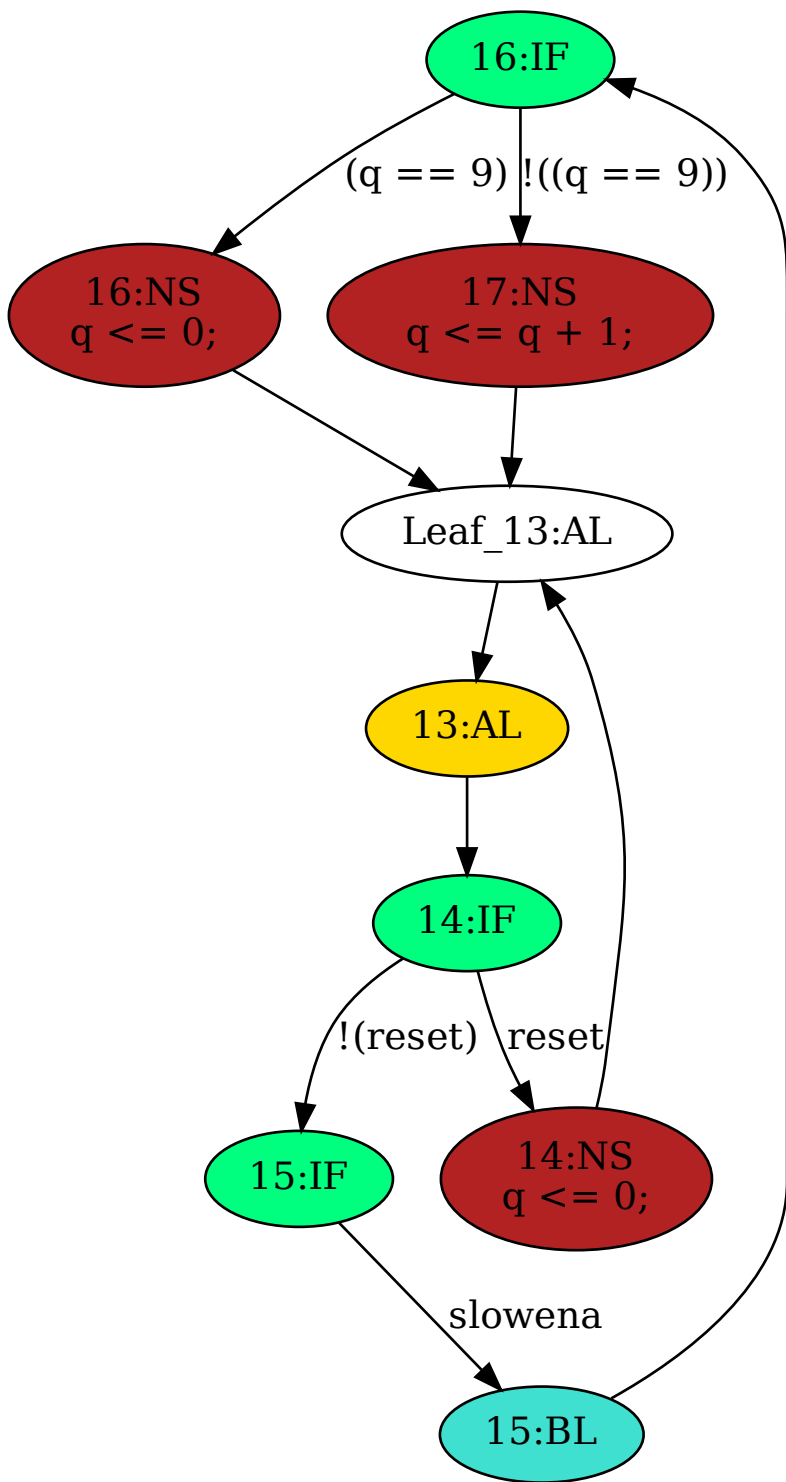 16:IF
(q == 9)
!((q == 9))
16:NS
q <= 0;
17:NS
q <= q + 1;
Leaf_13:AL
13:AL
14:IF
!(reset)
reset
15:IF
14:NS
q <= 0;
slowena
15:BL